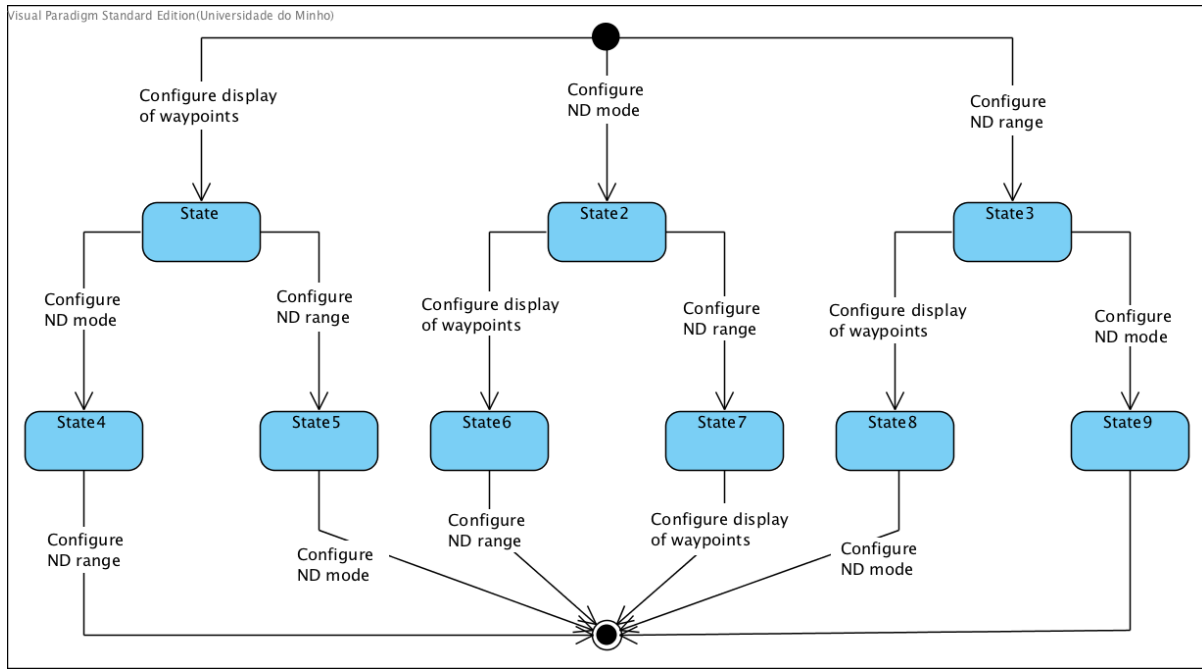 Visual Paradigm Standard Edition(Universidade do Minho)
Configure display
of waypoints
Configure
ND mode
Configure
ND range
State
State2
State3
Configure
ND mode
Configure
ND range
Configure display
of waypoints
Configure
ND range
Configure display
of waypoints
Configure
ND mode
State4
State5
State6
State7
State8
State9
Configure
ND range
Configure
ND mode
Configure
ND range
Configure display
of waypoints
Configure
ND mode